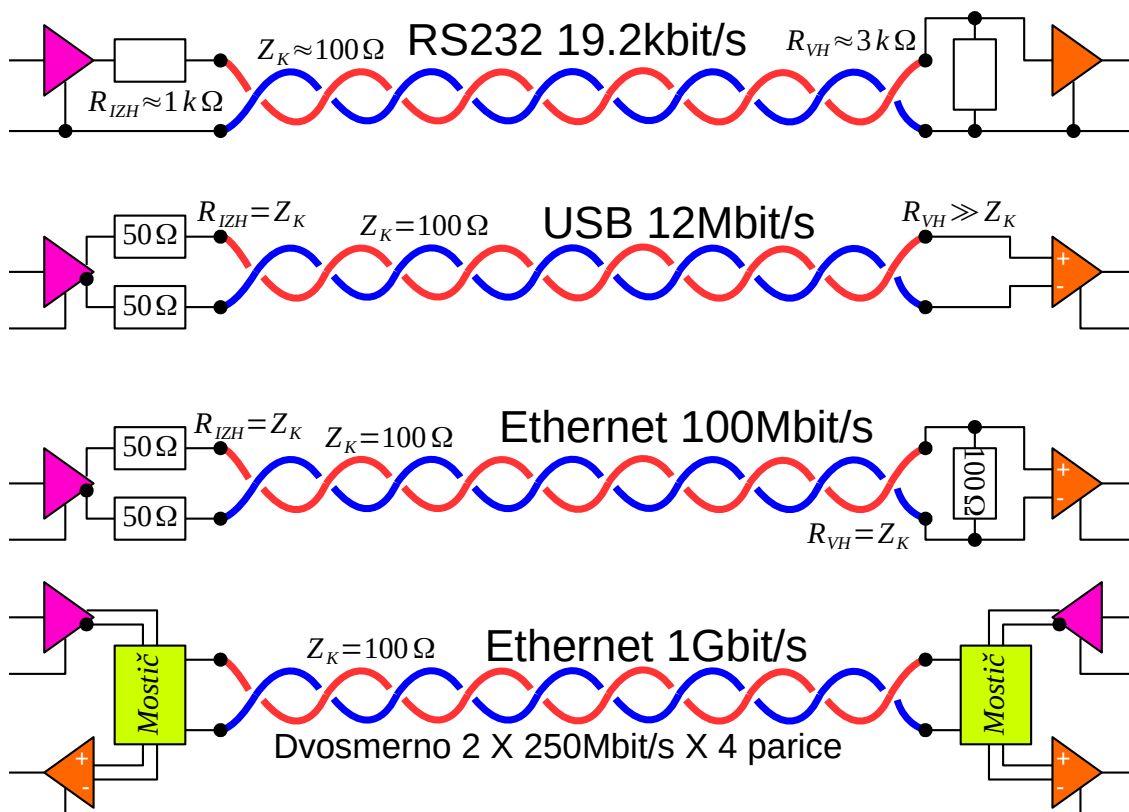 RS232 19.2kbit/s
Z_K≈100Ω
R_VH≈3kΩ
R_IZH≈1kΩ
USB 12Mbit/s
R_IZH=Z_K
Z_K=100Ω
R_VH≫Z_K
50Ω
50Ω
+
-
Ethernet 100Mbit/s
R_IZH=Z_K
Z_K=100Ω
50Ω
50Ω
100Ω
+
-
R_VH=Z_K
Ethernet 1Gbit/s
Z_K=100Ω
Mostič
Mostič
Dvosmerno 2 X 250Mbit/s X 4 parice
+
-
+
-